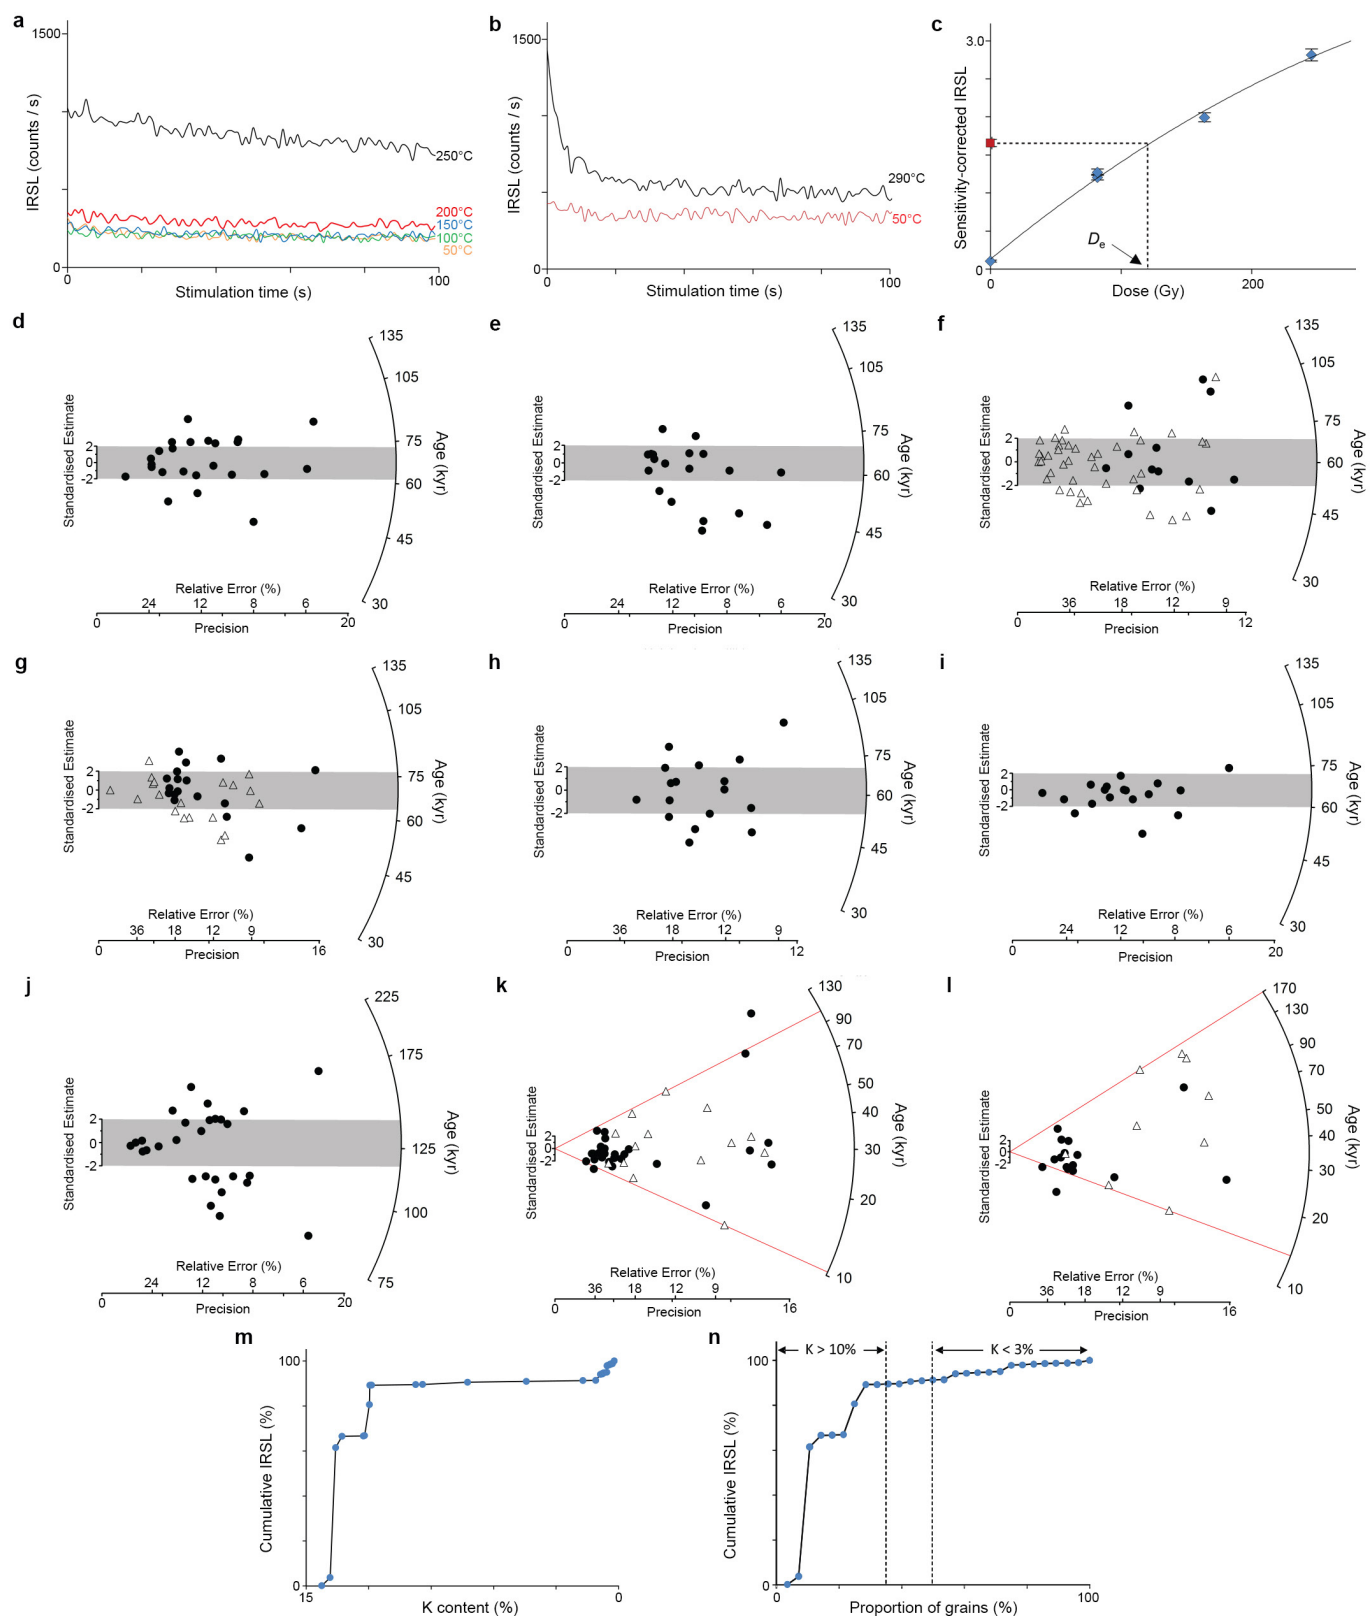 a
1500
IRSL (counts / s)
250°C
200°C
150°C
100°C
50°C
0
0
100
Stimulation time (s)
b
1500
IRSL (counts / s)
290°C
50°C
0
0
100
Stimulation time (s)
c
3.0
Sensitivity-corrected IRSL
De
0
0
200
Dose (Gy)
d
135
105
75
60
45
30
Age (kyr)
Standardised Estimate
2
0
-2
Relative Error (%)
24 12 8 6
0 20
Precision
e
135
105
75
60
45
30
Age (kyr)
Standardised Estimate
2
0
-2
Relative Error (%)
24 12 8 6
0 20
Precision
f
135
105
75
60
45
30
Age (kyr)
Standardised Estimate
2
0
-2
Relative Error (%)
36 18 12 9
0 12
Precision
g
135
105
75
60
45
30
Age (kyr)
Standardised Estimate
2
0
-2
Relative Error (%)
36 18 12 9
0 16
Precision
h
135
105
75
60
45
30
Age (kyr)
Standardised Estimate
2
0
-2
Relative Error (%)
36 18 12 9
0 12
Precision
i
135
105
75
60
45
30
Age (kyr)
Standardised Estimate
2
0
-2
Relative Error (%)
24 12 8 6
0 20
Precision
j
225
175
125
100
75
Age (kyr)
Standardised Estimate
2
0
-2
Relative Error (%)
24 12 8 6
0 20
Precision
k
130
90
70
50
40
30
20
10
Age (kyr)
Standardised Estimate
2
0
-2
Relative Error (%)
36 18 12 9
0 16
Precision
l
170
130
90
70
50
40
30
20
10
Age (kyr)
Standardised Estimate
2
0
-2
Relative Error (%)
36 18 12 9
0 16
Precision
m
100
Cumulative IRSL (%)
0
15
0
K content (%)
n
K > 10%
K < 3%
100
Cumulative IRSL (%)
0
0
100
Proportion of grains (%)